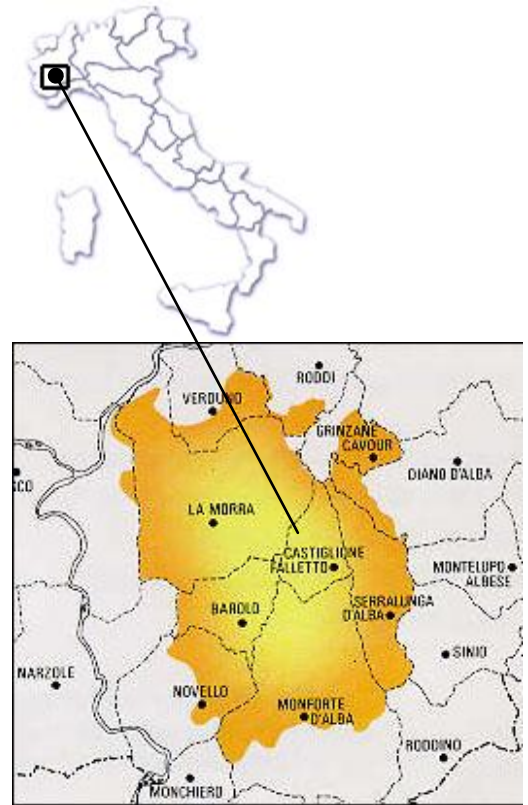 RODDI
VERDUNO
GRINZANE
CAVOUR
DIANO D'ALBA
SCO
LA MORRA
CASTIGLIONE
FALLETTO
MONTELUPO
ALBESE
BAROLO
SERRALUNGA
D'ALBA
SINIO
NARZOLE
NOVELLO
MONFORTE
D'ALBA
RODDINO
MONCHIERO